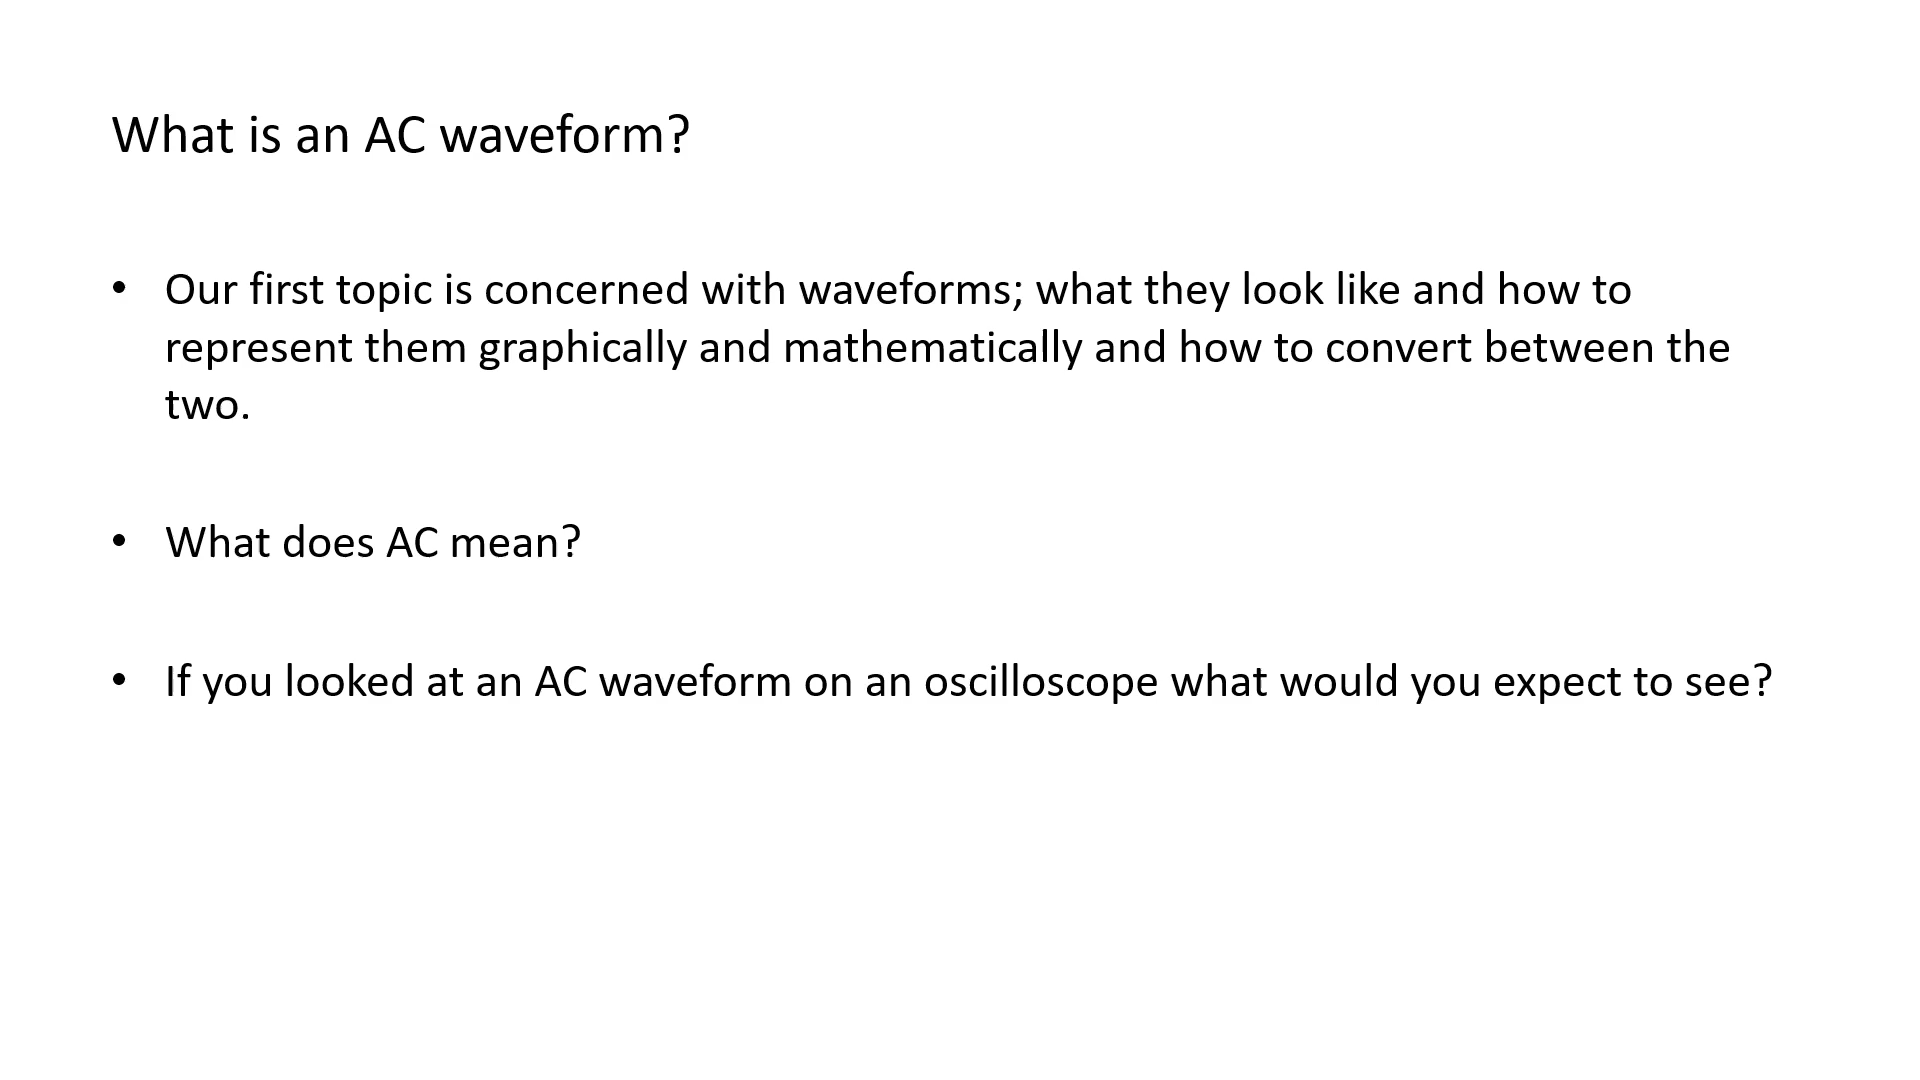 What is an AC waveform?
• Our first topic is concerned with waveforms; what they look like and how to
represent them graphically and mathematically and how to convert between the
two.
• What does AC mean?
• If you looked at an AC waveform on an oscilloscope what would you expect to see?